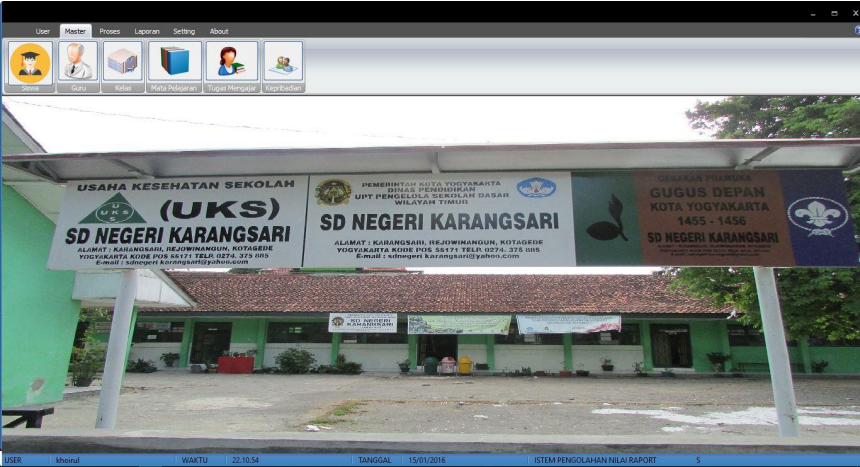 User Master Proses Laporan Setting About
Siswa Guru Kelas Mata Pelajaran Tugas Mengajar Kepribadian
USAHA KESEHATAN SEKOLAH
UKS
(UKS)
SD NEGERI KARANGSARI
ALAMAT : KARANGSARI, REJOWINANGUN, KOTAGEDE
YOGYAKARTA KODE POS 55171 TELP. 0274. 375 885
E-mail : sdnegeri karangsari@yahoo.com
PEMERINTAH KOTA YOGYAKARTA
DINAS PENDIDIKAN
UPT PENGELOLA SEKOLAH DASAR
WILAYAH TIMUR
SD NEGERI KARANGSARI
ALAMAT : KARANGSARI, REJOWINANGUN, KOTAGEDE
YOGYAKARTA KODE POS 55171 TELP. 0274. 375 885
E-mail : sdnegeri karangsari@yahoo.com
GERAKAN PRAMUKA
GUGUS DEPAN
KOTA YOGYAKARTA
1455 - 1456
SD NEGERI KARANGSARI
SD NEGERI
KARANGSARI
USER khoirul WAKTU 22.10.54 TANGGAL 15/01/2016 ISTEM PENGOLAHAN NILAI RAPORT S